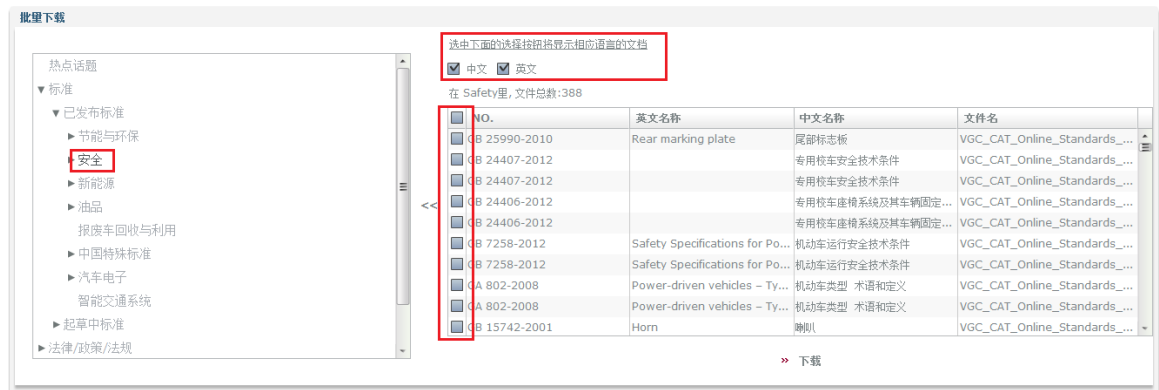 批量下载
热点话题
▼标准
▼已发布标准
▶节能与环保
▶安全
▶新能源
▶油品
报废车回收与利用
▶中国特殊标准
▶汽车电子
智能交通系统
▶起草中标准
▶法律/政策/法规
<<
选中下面的选择按钮将显示相应语言的文档
中文 英文
在 Safety里, 文件总数:388
NO. 英文名称 中文名称 文件名
GB 25990-2010 Rear marking plate 尾部标志板 VGC_CAT_Online_Standards_...
GB 24407-2012 专用校车安全技术条件 VGC_CAT_Online_Standards_...
GB 24407-2012 专用校车安全技术条件 VGC_CAT_Online_Standards_...
GB 24406-2012 专用校车座椅系统及其车辆固定... VGC_CAT_Online_Standards_...
GB 24406-2012 专用校车座椅系统及其车辆固定... VGC_CAT_Online_Standards_...
GB 7258-2012 Safety Specifications for Po... 机动车运行安全技术条件 VGC_CAT_Online_Standards_...
GB 7258-2012 Safety Specifications for Po... 机动车运行安全技术条件 VGC_CAT_Online_Standards_...
GA 802-2008 Power-driven vehicles – Ty... 机动车类型 术语和定义 VGC_CAT_Online_Standards_...
GA 802-2008 Power-driven vehicles – Ty... 机动车类型 术语和定义 VGC_CAT_Online_Standards_...
GB 15742-2001 Horn 喇叭 VGC_CAT_Online_Standards_...
» 下载